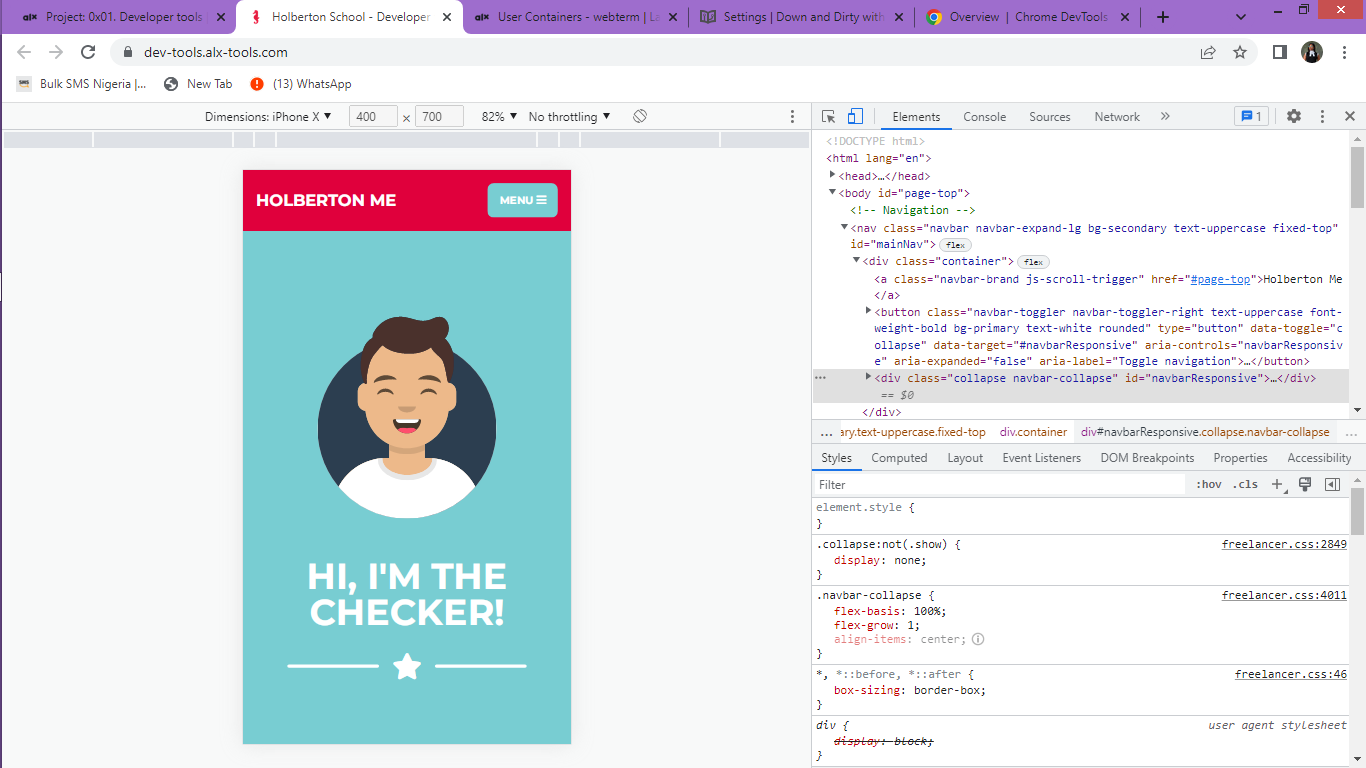 Project: 0x01. Developer tools |
Holberton School - Developer
User Containers - webterm | La
Settings | Down and Dirty with
Overview | Chrome DevTools
dev-tools.alx-tools.com
Bulk SMS Nigeria |...
New Tab
(13) WhatsApp
Dimensions: iPhone X
400
×
700
82%
No throttling
Elements
Console
Sources
Network
»
1
<!DOCTYPE html>
<html lang="en">
<head>…</head>
<body id="page-top">
<!-- Navigation -->
<nav class="navbar navbar-expand-lg bg-secondary text-uppercase fixed-top"
id="mainNav"> flex
<div class="container"> flex
<a class="navbar-brand js-scroll-trigger" href="#page-top">Holberton Me
</a>
<button class="navbar-toggler navbar-toggler-right text-uppercase font-
weight-bold bg-primary text-white rounded" type="button" data-toggle="c
ollapse" data-target="#navbarResponsive" aria-controls="navbarResponsiv
e" aria-expanded="false" aria-label="Toggle navigation">…</button>
<div class="collapse navbar-collapse" id="navbarResponsive">…</div>
== $0
</div>
... ary.text-uppercase.fixed-top div.container div#navbarResponsive.collapse.navbar-collapse ...
Styles Computed Layout Event Listeners DOM Breakpoints Properties Accessibility
Filter :hov .cls
element.style {
}
.collapse:not(.show) { freelancer.css:2849
display: none;
}
.navbar-collapse { freelancer.css:4011
flex-basis: 100%;
flex-grow: 1;
align-items: center;
}
*, *::before, *::after { freelancer.css:46
box-sizing: border-box;
}
div { user agent stylesheet
display: block;
}
HOLBERTON ME
MENU
HI, I'M THE
CHECKER!